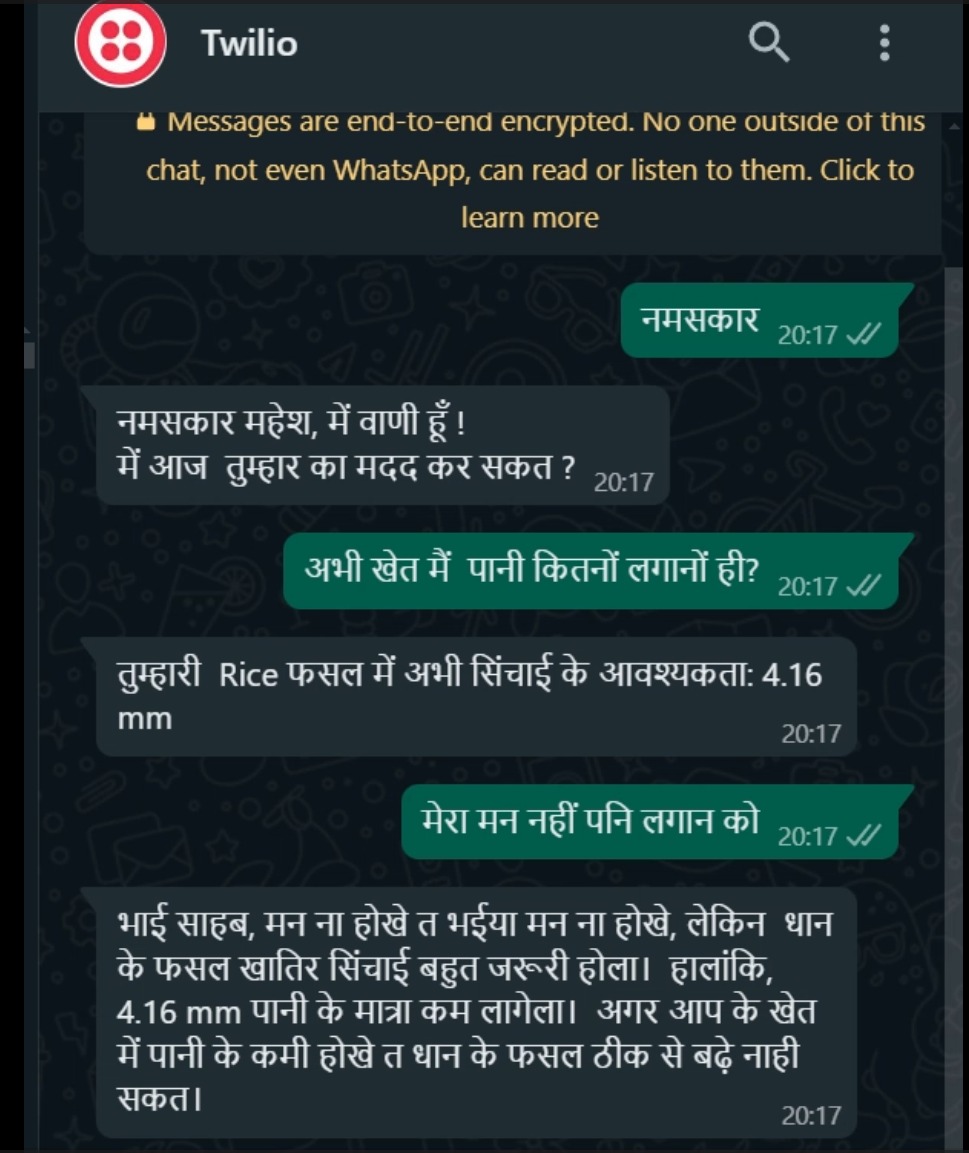 Twilio
Messages are end-to-end encrypted. No one outside of this
chat, not even WhatsApp, can read or listen to them. Click to
learn more
नमसकार 20:17
नमसकार महेश, में वाणी हूँ !
में आज तुम्हार का मदद कर सकत ? 20:17
अभी खेत मैं पानी कितनों लगानों ही? 20:17
तुम्हारी Rice फसल में अभी सिंचाई के आवश्यकता: 4.16
mm
20:17
मेरा मन नहीं पनि लगान को 20:17
भाई साहब, मन ना होखे त भईया मन ना होखे, लेकिन धान
के फसल खातिर सिंचाई बहुत जरूरी होला। हालांकि,
4.16 mm पानी के मात्रा कम लागेला। अगर आप के खेत
में पानी के कमी होखे त धान के फसल ठीक से बढ़े नाही
सकत।
20:17